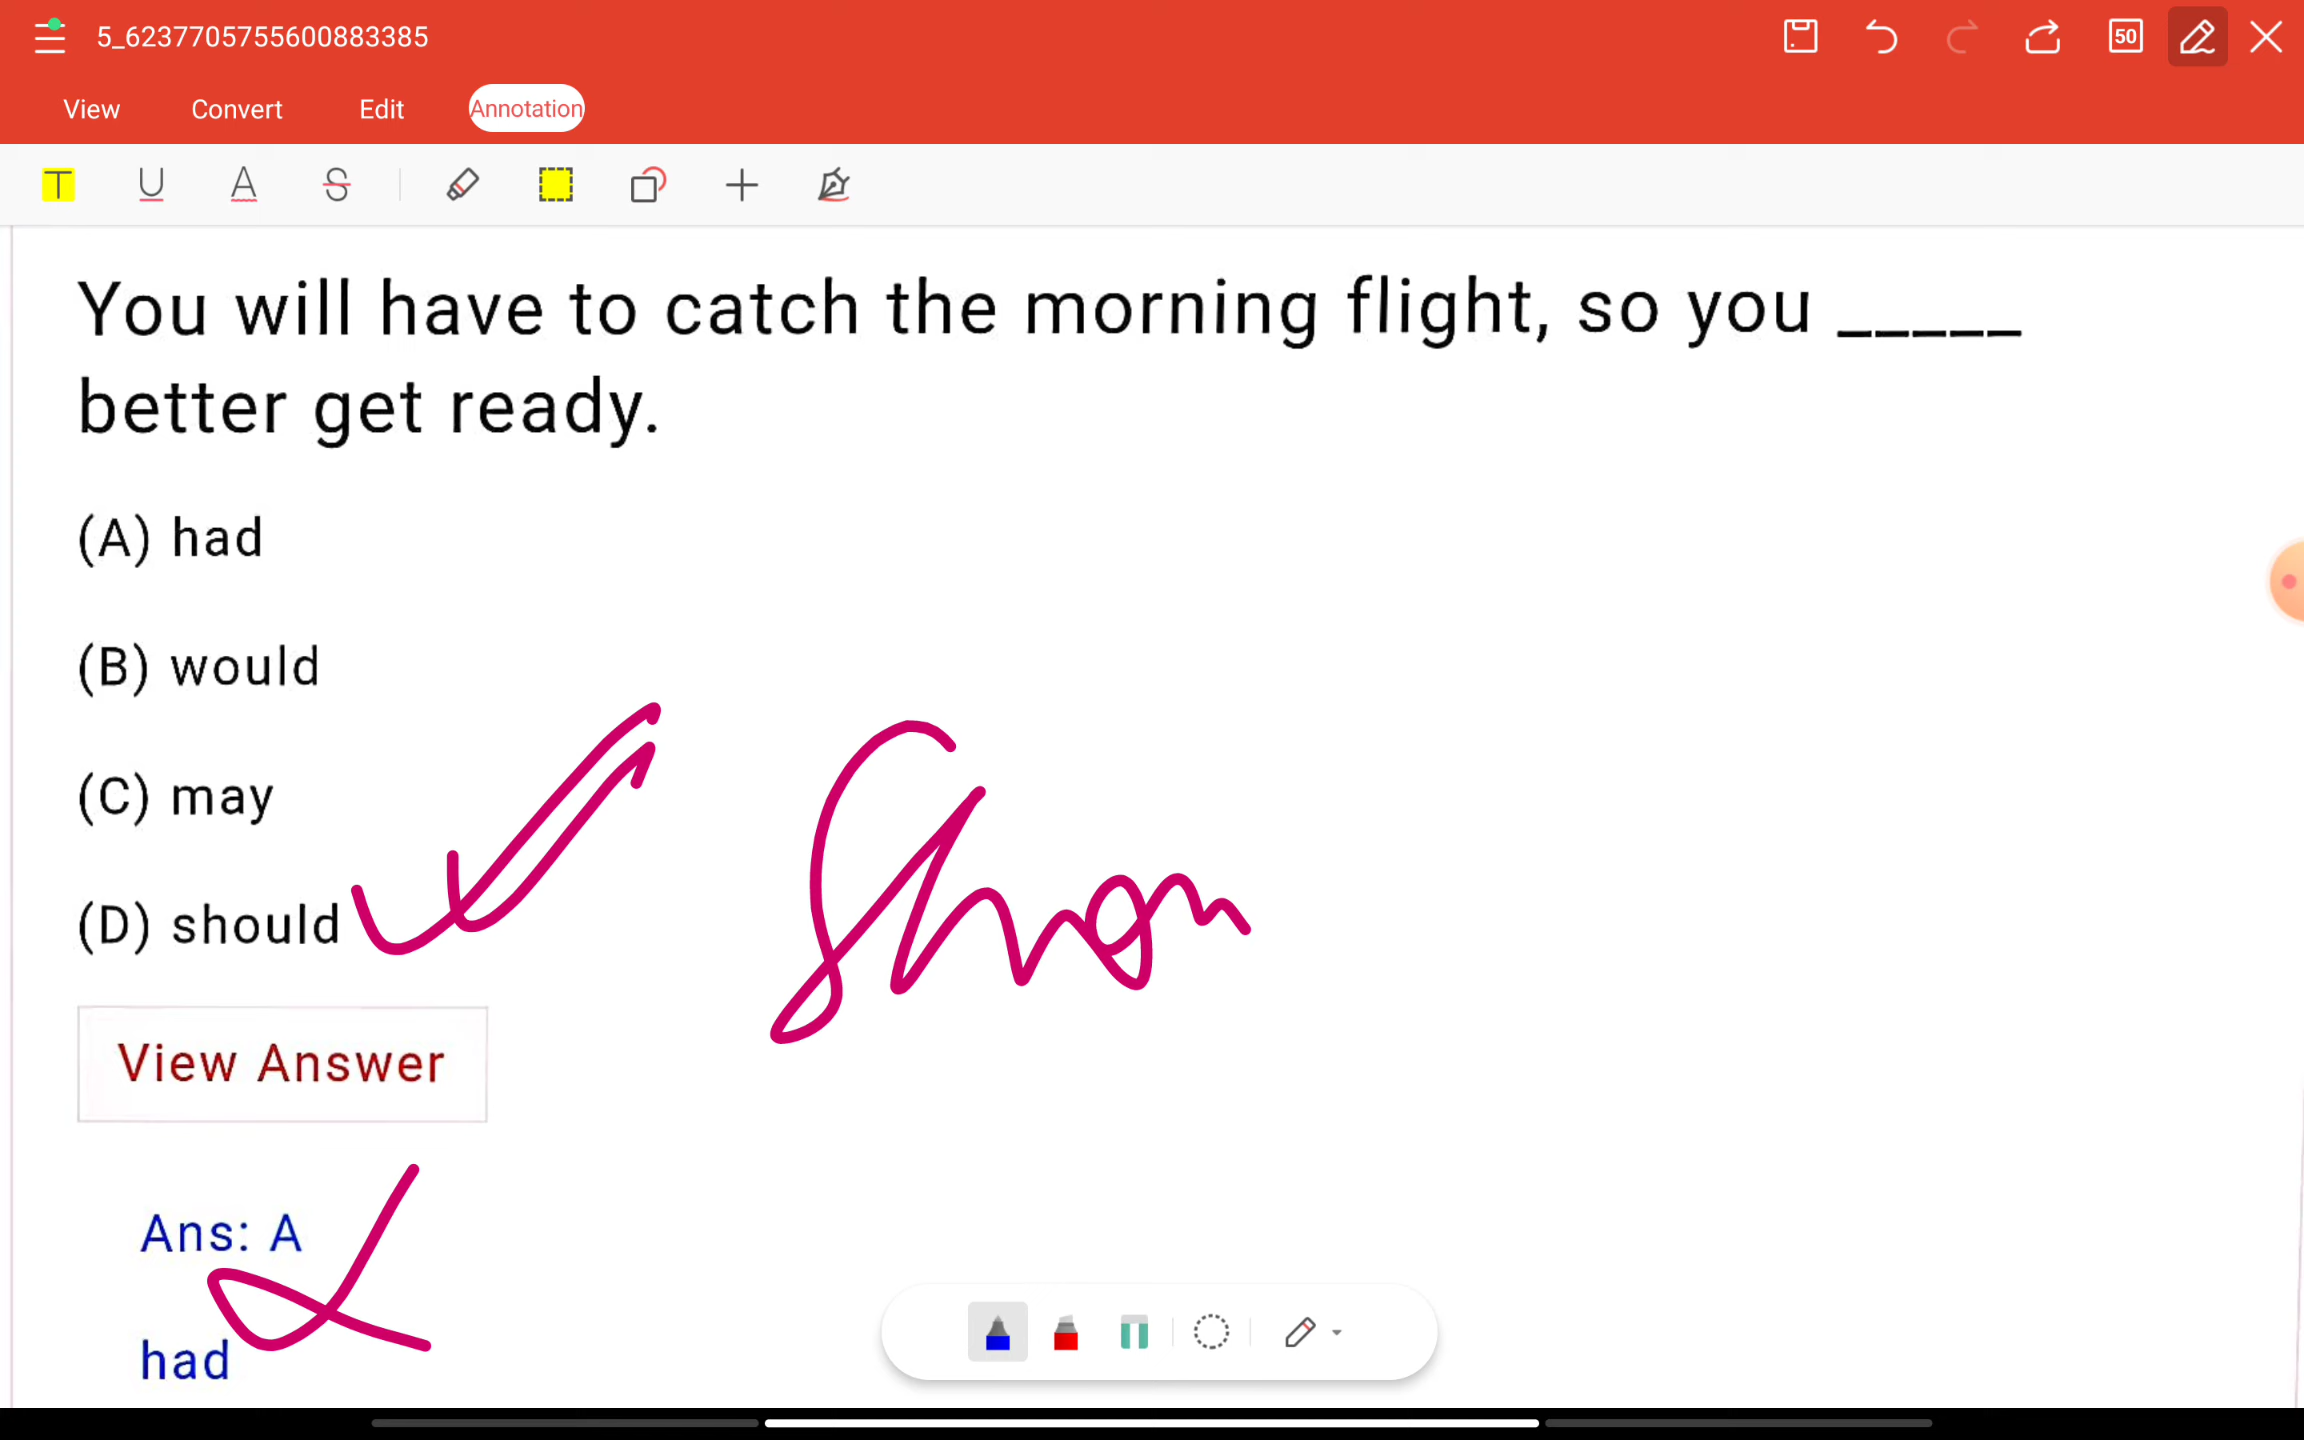 5_6237705755600883385
50
View Convert Edit Annotation
T U A S
You will have to catch the morning flight, so you _____
better get ready.
(A) had
(B) would
(C) may
(D) should
View Answer
Ans: A
had